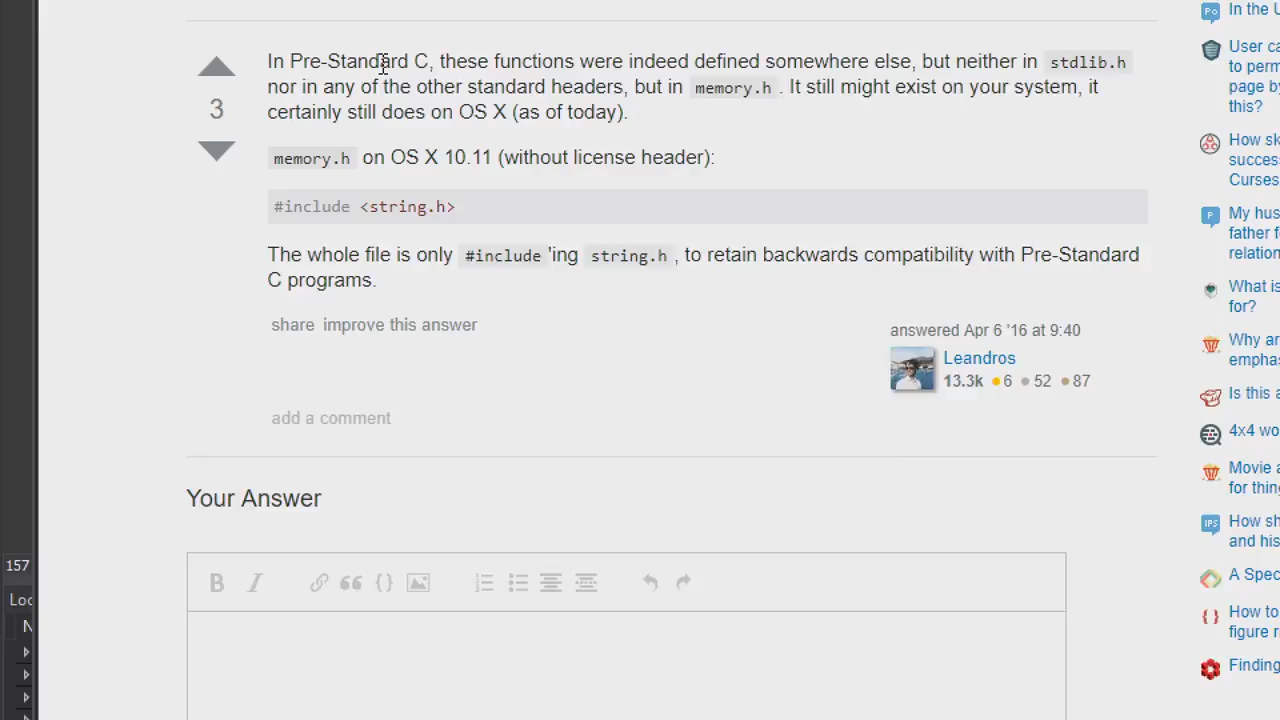 In Pre-Standard C, these functions were indeed defined somewhere else, but neither in stdlib.h
nor in any of the other standard headers, but in memory.h . It still might exist on your system, it
certainly still does on OS X (as of today).
3
memory.h on OS X 10.11 (without license header):
#include <string.h>
The whole file is only #include 'ing string.h , to retain backwards compatibility with Pre-Standard
C programs.
share improve this answer
answered Apr 6 '16 at 9:40
Leandros
13.3k 6 52 87
add a comment
Your Answer
B I
157
Loc
N
In the U
User ca
to perm
page by
this?
How sk
success
Curses
My hus
father f
relation
What is
for?
Why ar
emphas
Is this a
4x4 wo
Movie a
for thing
How sh
and his
A Spec
How to
figure r
Finding